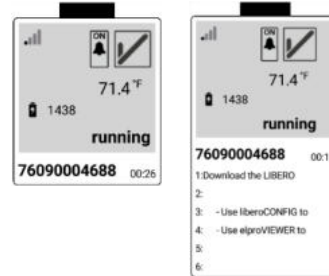 ON
71.4 °F
1438
running
76090004688 00:26
ON
71.4 °F
1438
running
76090004688 00:1
1:Download the LIBERO
2:
3: - Use liberoCONFIG to
4: - Use elproVIEWER to
5:
6: